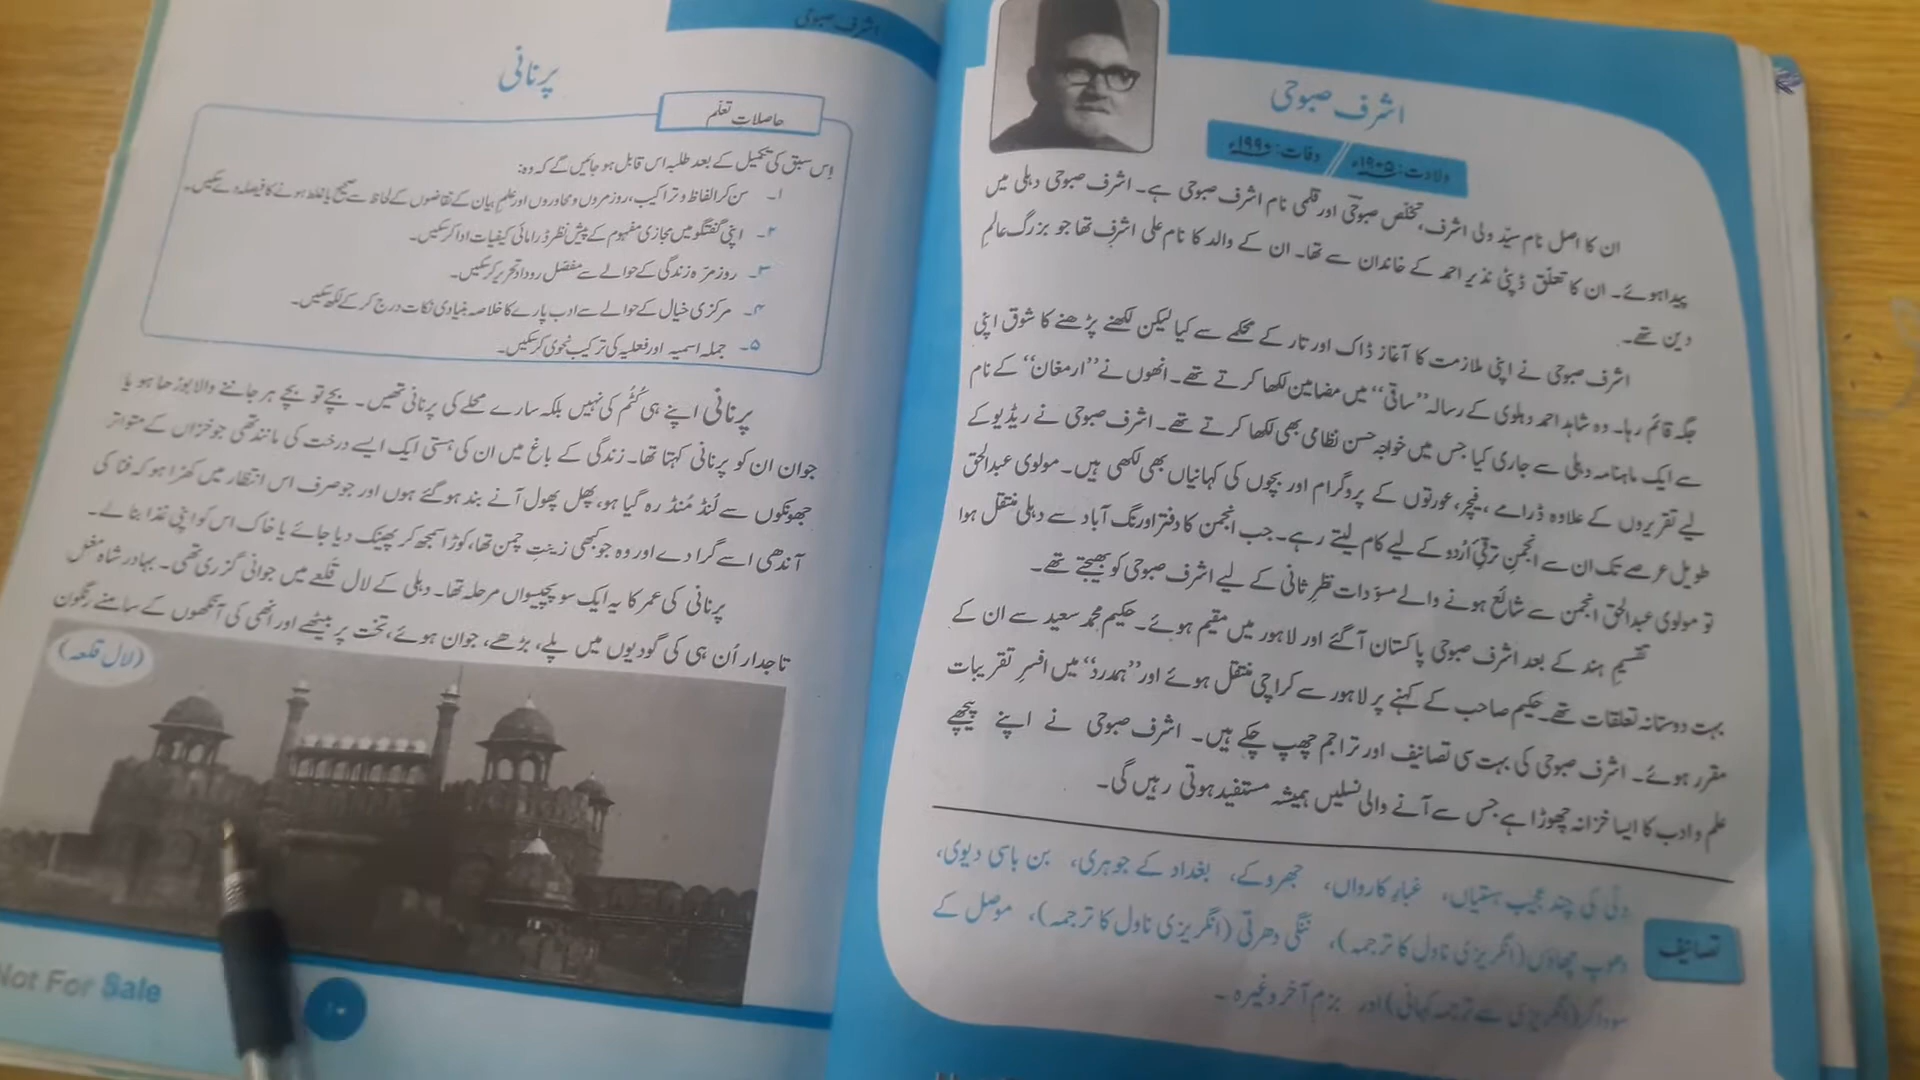 اشرف صبوحی
ولادت: ۱۹۰۵ء // وفات: ۱۹۹۰ء
ان کا اصل نام سیّد ولی اشرف، تخلّص صبوحیؔ اور قلمی نام اشرف صبوحی ہے۔ اشرف صبوحی دہلی میں
پیدا ہوئے۔ ان کا تعلّق ڈپٹی نذیر احمد کے خاندان سے تھا۔ ان کے والد کا نام علی اشرف تھا جو بزرگ عالمِ
دین تھے۔
اشرف صبوحی نے اپنی ملازمت کا آغاز ڈاک اور تار کے محکمے سے کیا لیکن لکھنے پڑھنے کا شوق اپنی
جگہ قائم رہا۔ وہ شاہد احمد دہلوی کے رسالہ ”ساقی“ میں مضامین لکھا کرتے تھے۔ انھوں نے ”ارمغان“ کے نام
سے ایک ماہنامہ دہلی سے جاری کیا جس میں خواجہ حسن نظامی بھی لکھا کرتے تھے۔ اشرف صبوحی نے ریڈیو کے
لیے تقریروں کے علاوہ ڈرامے، فیچر، عورتوں کے پروگرام اور بچوں کی کہانیاں بھی لکھی ہیں۔ مولوی عبدالحق
طویل عرصے تک ان سے انجمنِ ترقیٔ اُردو کے لیے کام لیتے رہے۔ جب انجمن کا دفتر اورنگ آباد سے دہلی منتقل ہوا
تو مولوی عبدالحق انجمن سے شائع ہونے والے مسوّدات نظرِ ثانی کے لیے اشرف صبوحی کو بھیجتے تھے۔
تقسیمِ ہند کے بعد اشرف صبوحی پاکستان آگئے اور لاہور میں مقیم ہوئے۔ حکیم محمد سعید سے ان کے
بہت دوستانہ تعلقات تھے۔ حکیم صاحب کے کہنے پر لاہور سے کراچی منتقل ہوئے اور ”ہمدرد“ میں افسرِ تقریبات
مقرر ہوئے۔ اشرف صبوحی کی بہت سی تصانیف اور تراجم چھپ چکے ہیں۔ اشرف صبوحی نے اپنے پیچھے
علم و ادب کا ایسا خزانہ چھوڑا ہے جس سے آنے والی نسلیں ہمیشہ مستفید ہوتی رہیں گی۔
تصانیف
دلّی کی چند عجیب ہستیاں، غبارِ کارواں، جھروکے، بغداد کے جوہری، بن باسی دیوی،
دھوپ چھاؤں (انگریزی ناول کا ترجمہ)، ننگی دھرتی (انگریزی ناول کا ترجمہ)، موصل کے
سوداگر (انگریزی سے ترجمہ کہانی) اور بزمِ آخر وغیرہ۔
اشرف صبوحی
پرنانی
حاصلاتِ تعلّم
اِس سبق کی تکمیل کے بعد طلبہ اس قابل ہو جائیں گے کہ وہ:
۱۔ سن کر الفاظ و تراکیب، روزمروں و محاوروں اور علمِ بیان کے تقاضوں کے لحاظ سے صحیح یا غلط ہونے کا فیصلہ دے سکیں۔
۲۔ اپنی گفتگو میں مجازی مفہوم کے پیشِ نظر ڈرامائی کیفیات ادا کر سکیں۔
۳۔ روزمرّہ زندگی کے حوالے سے مفصّل روداد تحریر کر سکیں۔
۴۔ مرکزی خیال کے حوالے سے ادب پارے کا خلاصہ بنیادی نکات درج کر کے لکھ سکیں۔
۵۔ جملہ اسمیہ اور فعلیہ کی ترکیبِ نحوی کر سکیں۔
پرنانی اپنے ہی کُٹُم کی نہیں بلکہ سارے محلے کی پرنانی تھیں۔ بچے تو بچے ہر جاننے والا بوڑھا ہو یا
جوان ان کو پرنانی کہتا تھا۔ زندگی کے باغ میں ان کی ہستی ایک ایسے درخت کی مانند تھی جو خزاں کے متواتر
جھونکوں سے لُنڈ مُنڈ رہ گیا ہو، پھل پھول آنے بند ہو گئے ہوں اور جو صرف اس انتظار میں کھڑا ہو کہ فنا کی
آندھی اسے گرا دے اور وہ جو کبھی زینتِ چمن تھا، کوڑا سمجھ کر پھینک دیا جائے یا خاک اس کو اپنی غذا بنا لے۔
پرنانی کی عمر کا یہ ایک سو پچیسواں مرحلہ تھا۔ دہلی کے لال قلعے میں جوانی گزری تھی۔ بہادر شاہ مغل
تاجدار اُن ہی کی گودیوں میں پلے، بڑھے، جوان ہوئے، تخت پر بیٹھے اور انھی کی آنکھوں کے سامنے رنگون
(لال قلعہ)
Not For Sale